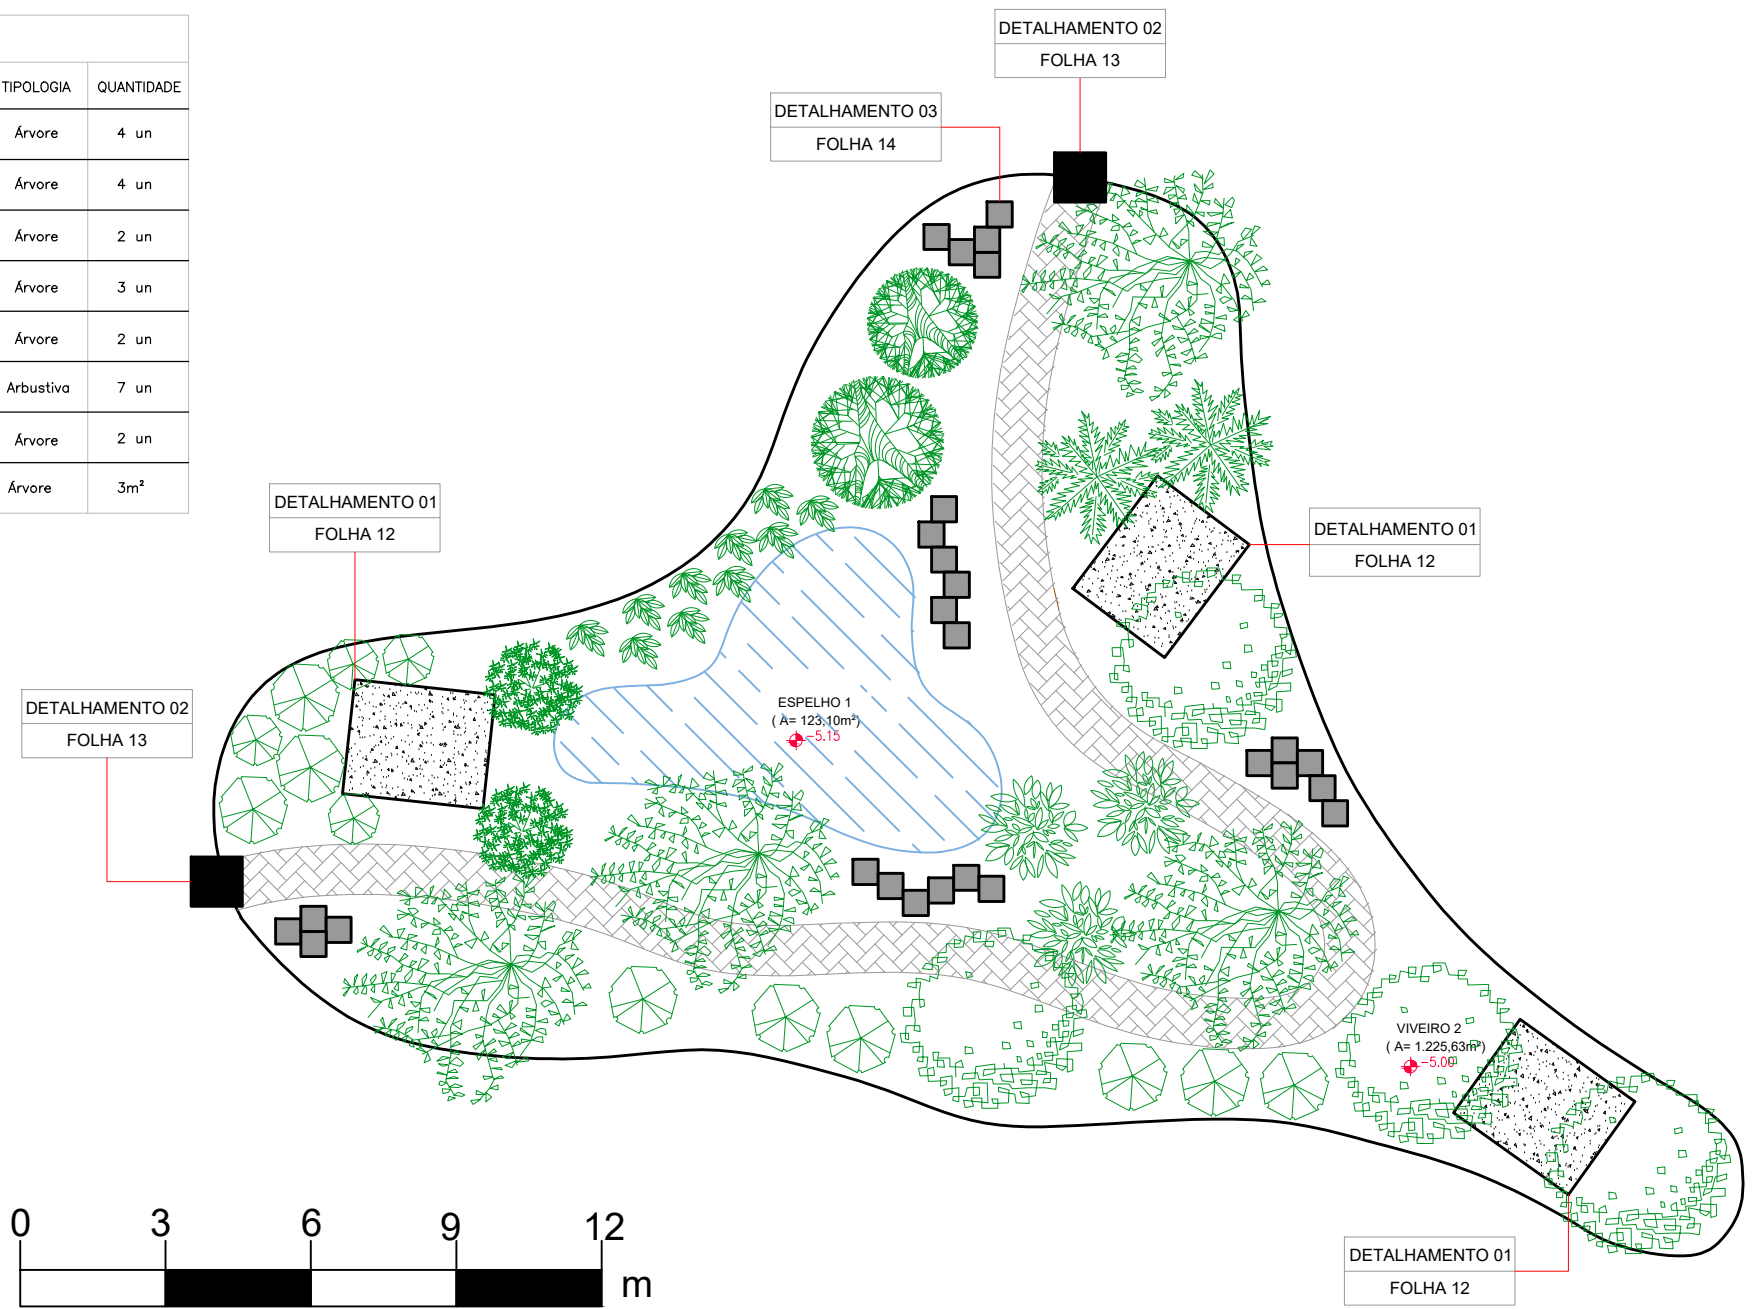 TIPOLOGIA QUANTIDADE
Árvore 4 un
Árvore 4 un
Árvore 2 un
Árvore 3 un
Árvore 2 un
Arbustiva 7 un
Árvore 2 un
Árvore 3m²
DETALHAMENTO 02
FOLHA 13
DETALHAMENTO 03
FOLHA 14
DETALHAMENTO 01
FOLHA 12
DETALHAMENTO 01
FOLHA 12
DETALHAMENTO 02
FOLHA 13
ESPELHO 1
( A= 123,10m²)
-5.15
VIVEIRO 2
( A= 1.225,63m²)
-5.00
DETALHAMENTO 01
FOLHA 12
0 3 6 9 12
m